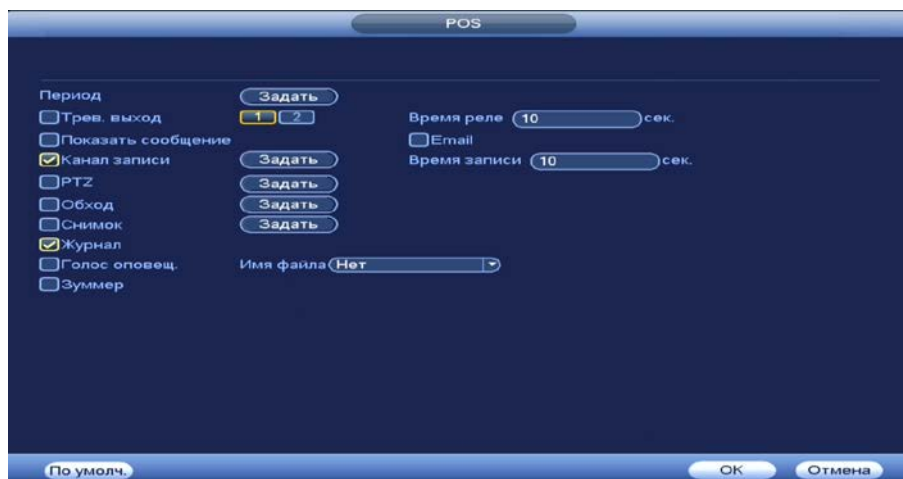 POS
Период Задать
Трев. выход 1 2 Время реле 10 сек.
Показать сообщение Email
Канал записи Задать Время записи 10 сек.
PTZ Задать
Обход Задать
Снимок Задать
Журнал
Голос оповещ. Имя файла Нет
Зуммер
По умолч. OK Отмена